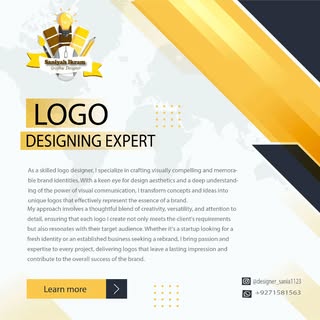 Saniyah Ikram
Graphic Designer
LOGO
DESIGNING EXPERT
As a skilled logo designer, I specialize in crafting visually compelling and memora-
ble brand identities. With a keen eye for design aesthetics and a deep understand-
ing of the power of visual communication, I transform concepts and ideas into
unique logos that effectively represent the essence of a brand.
My approach involves a thoughtful blend of creativity, versatility, and attention to
detail, ensuring that each logo I create not only meets the client's requirements
but also resonates with their target audience. Whether it's a startup looking for a
fresh identity or an established business seeking a rebrand, I bring passion and
expertise to every project, delivering logos that leave a lasting impression and
contribute to the overall success of the brand.
Learn more
@designer_sania1123
+9271581563